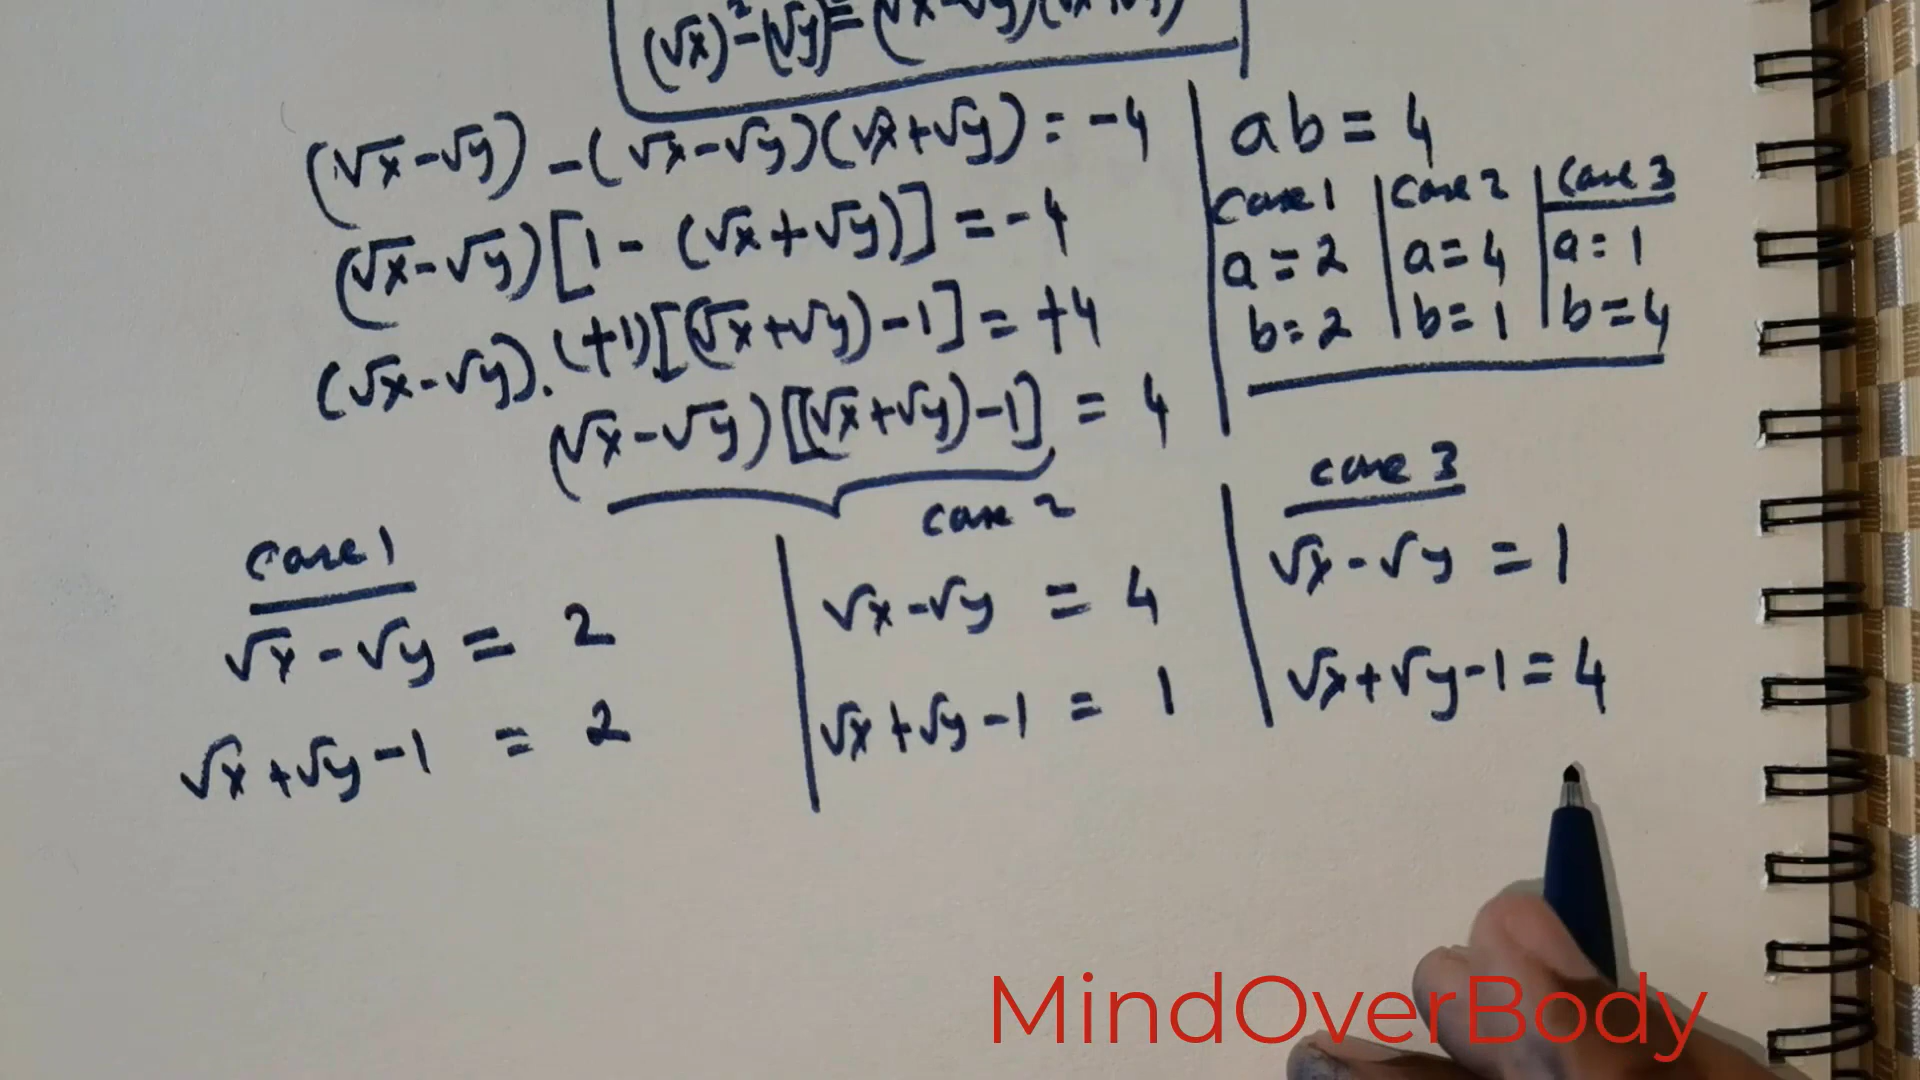 (√x)²-(√y)²=(√x-√y)(√x+√y)
(√x-√y)-(√x-√y)(√x+√y)=-4
(√x-√y)[1-(√x+√y)]=-4
(√x-√y).(+1)[(√x+√y)-1]=+4
(√x-√y)[(√x+√y)-1]=4
ab=4
case 1 case 2 case 3
a=2 a=4 a=1
b=2 b=1 b=4
case 1
√x-√y=2
√x+√y-1=2
case 2
√x-√y=4
√x+√y-1=1
case 3
√x-√y=1
√x+√y-1=4
MindOverBody